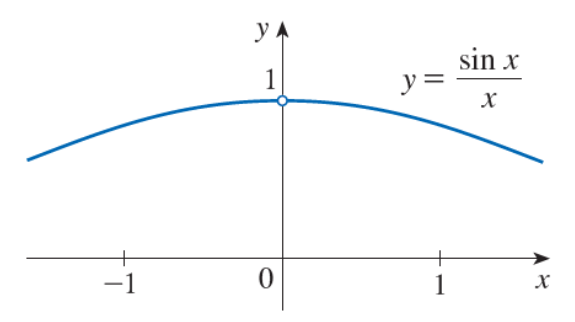 y
1
y = sin x / x
−1
0
1
x